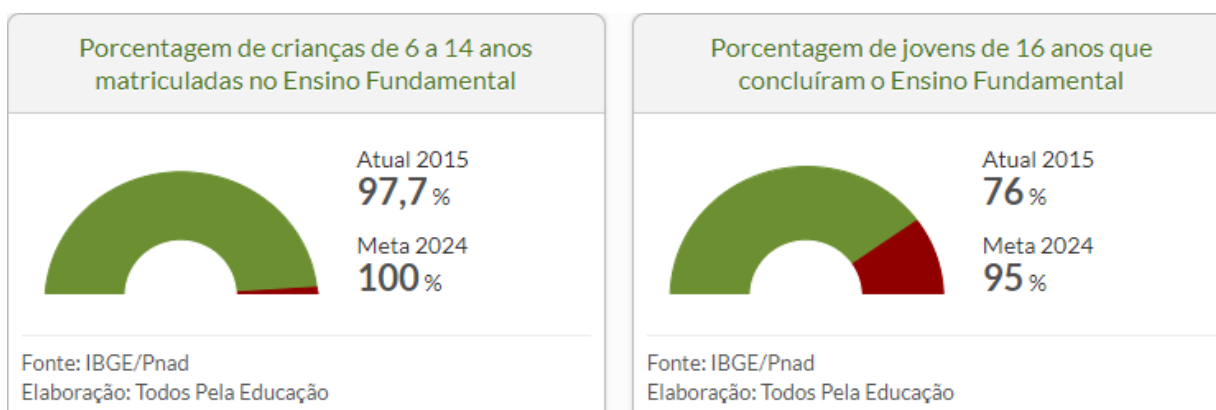 Porcentagem de crianças de 6 a 14 anos
matriculadas no Ensino Fundamental
Atual 2015
97,7 %
Meta 2024
100 %
Fonte: IBGE/Pnad
Elaboração: Todos Pela Educação
Porcentagem de jovens de 16 anos que
concluíram o Ensino Fundamental
Atual 2015
76 %
Meta 2024
95 %
Fonte: IBGE/Pnad
Elaboração: Todos Pela Educação